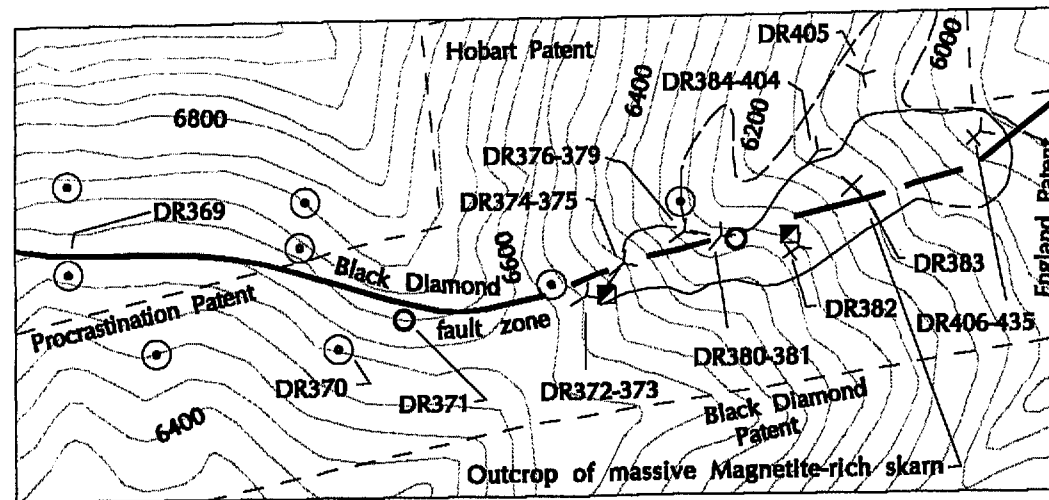 DR405
Hobart Patent
6000
6400
DR384-404
6800
6200
DR376-379
DR374-375
DR369
6600
England Patent
Black Diamond
fault zone
DR383
Procrastination Patent
DR382
DR406-435
DR380-381
DR370
DR371
DR372-373
Black Diamond
Patent
6400
Outcrop of massive Magnetite-rich skarn